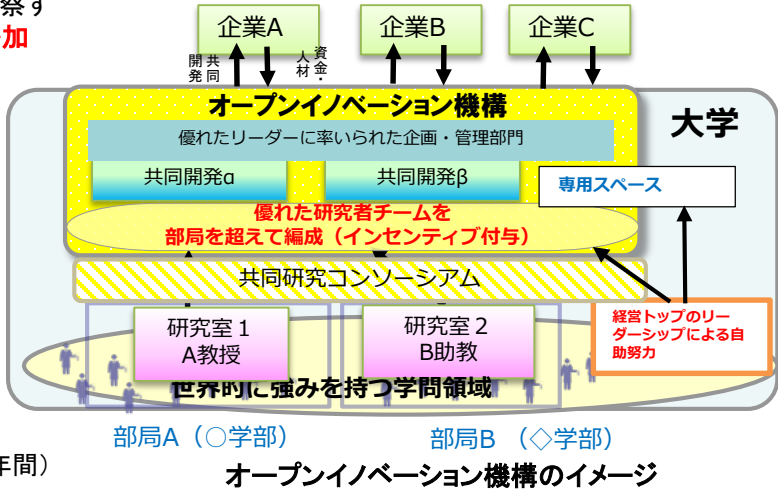 察す
加
企業A
企業B
企業C
共同開発
資金・人材
オープンイノベーション機構
大学
優れたリーダーに率いられた企画・管理部門
共同開発α
共同開発β
専用スペース
優れた研究者チームを
部局を超えて編成（インセンティブ付与）
共同研究コンソーシアム
研究室１
A教授
研究室２
B助教
経営トップのリー
ダーシップによる自
助努力
世界的に強みを持つ学問領域
部局A（○学部）
部局B （◇学部）
年間）
オープンイノベーション機構のイメージ